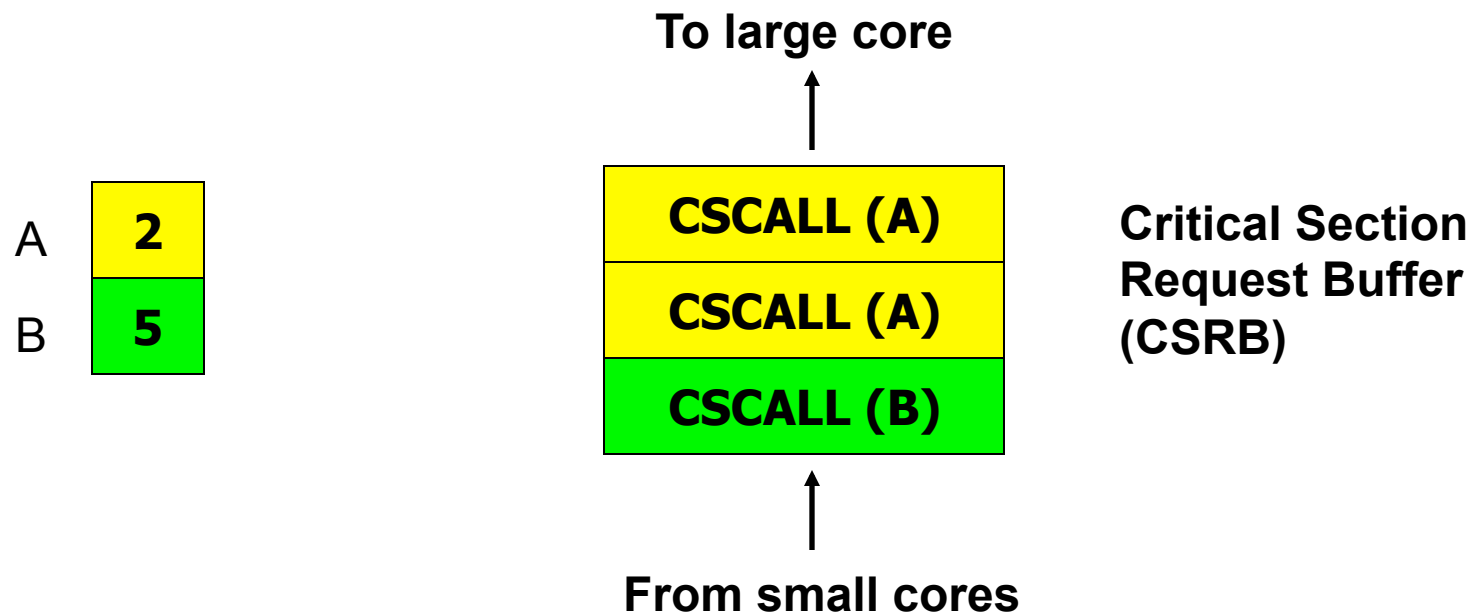 To large core
A
2
B
5
CSCALL (A)
CSCALL (A)
CSCALL (B)
Critical Section
Request Buffer
(CSRB)
From small cores